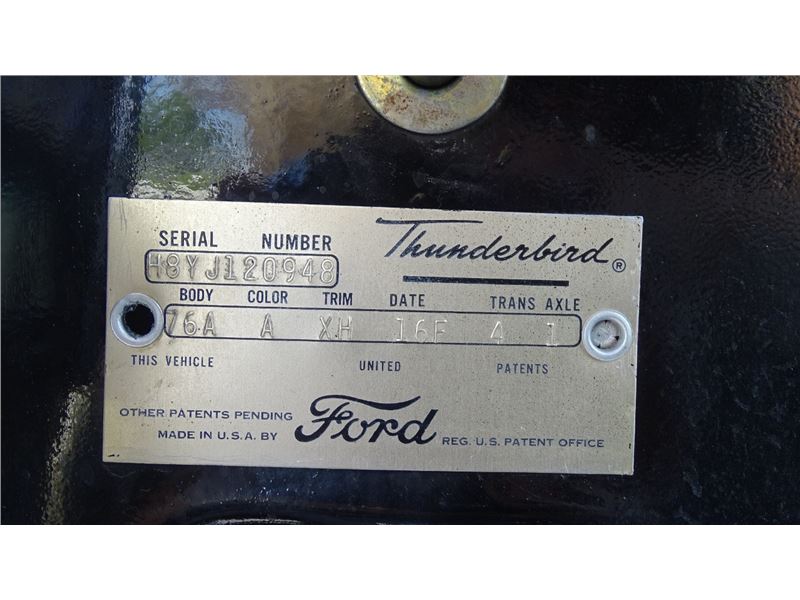 SERIAL NUMBER Thunderbird®
H8YJ120948
BODY COLOR TRIM DATE TRANS AXLE
76A A XH 16F 4 1
THIS VEHICLE UNITED PATENTS
OTHER PATENTS PENDING
MADE IN U.S.A. BY Ford REG. U.S. PATENT OFFICE